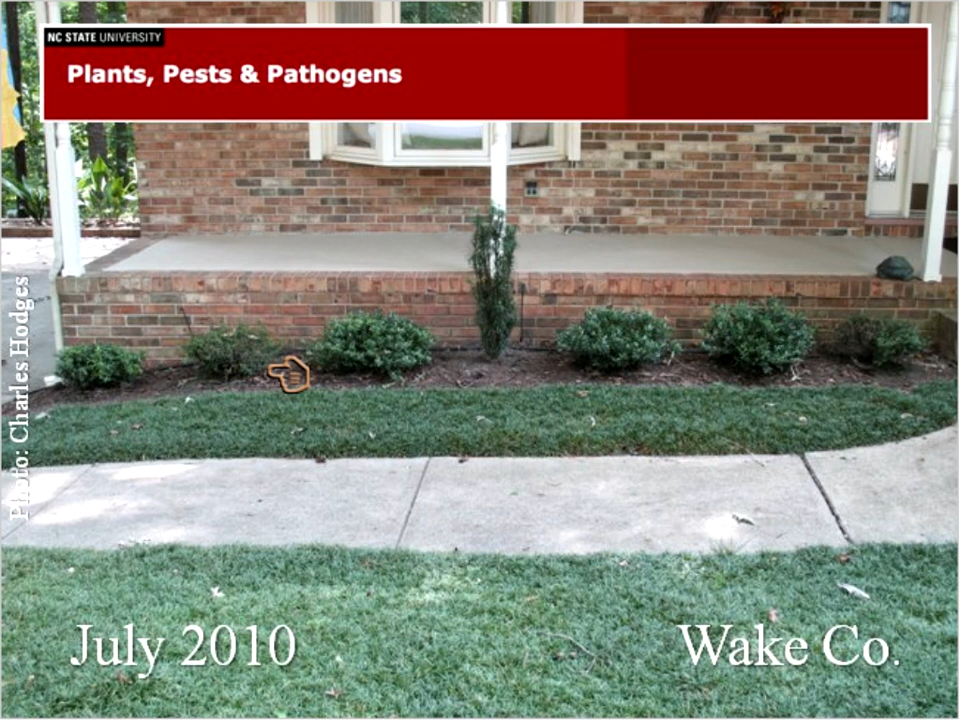 NC STATE UNIVERSITY
Plants, Pests & Pathogens
Photo: Charles Hodges
July 2010
Wake Co.